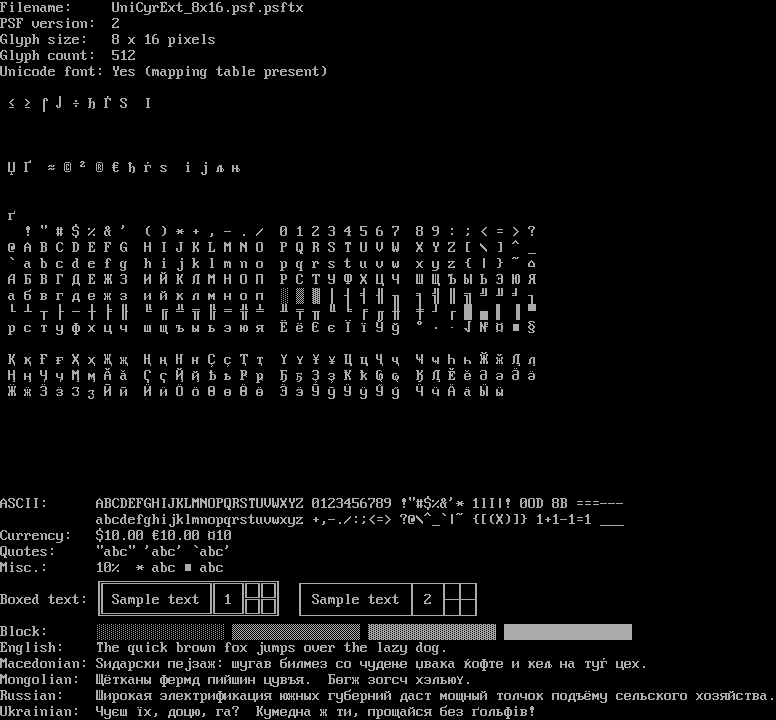 Filename:     UniCyrExt_8x16.psf.psftx
PSF version:  2
Glyph size:   8 x 16 pixels
Glyph count:  512
Unicode font: Yes (mapping table present)
≤ ≥ ⌠ ⌡ ÷ ђ Ѓ Ѕ І
Џ Ґ ≈ © ² ® € ћ ѓ ѕ і ј љ њ
ґ
! " # $ % & ' ( ) * + , - . / 0 1 2 3 4 5 6 7 8 9 : ; < = > ?
@ A B C D E F G H I J K L M N O P Q R S T U V W X Y Z [ \ ] ^ _
` a b c d e f g h i j k l m n o p q r s t u v w x y z { | } ~ ⌂
А Б В Г Д Е Ж З И Й К Л М Н О П Р С Т У Ф Х Ц Ч Ш Щ Ъ Ы Ь Э Ю Я
а б в г д е ж з и й к л м н о п ░ ▒ ▓ │ ┤ ╡ ╢ ╖ ╕ ╣ ║ ╗ ╝ ╜ ╛ ┐
└ ┴ ┬ ├ ─ ┼ ╞ ╟ ╚ ╔ ╩ ╦ ╠ ═ ╬ ╧ ╨ ╤ ╥ ╙ ╘ ╒ ╓ ╫ ╪ ┘ ┌ █ ▄ ▌ ▐ ▀
р с т у ф х ц ч ш щ ъ ы ь э ю я Ё ё Є є Ї ї Ў ў ° ∙ · √ № ¤ ■ §
Қ қ Ғ ғ Ҳ ҳ Җ җ Ң ң Ҥ ҥ Ҫ ҫ Т т Ү ү Ұ ұ Ц ц Ҷ ҷ Ҹ ҹ Һ һ Ӂ ӂ
Ӑ ӑ Ӣ ӣ Ҏ ҏ Ҕ ҕ
Ӝ ӝ Ӟ ӟ Ӡ ӡ Ӣ ӣ Ӥ ӥ Ӧ ӧ Ө ө Ӫ ӫ Ӭ ӭ Ӯ ӯ Ӱ ӱ Ӳ ӳ Ӵ ӵ Ӓ ӓ Ӹ ӹ
ASCII:      ABCDEFGHIJKLMNOPQRSTUVWXYZ 0123456789 !"#$%&'* 1lI|! 0OD 8B ===---
abcdefghijklmnopqrstuvwxyz +,-./:;<=> ?@\^_`|~ {[(X)]} 1+1-1=1 ___
Currency:   $10.00 €10.00 ¤10
Quotes:     "abc" 'abc' `abc'
Misc.:      10%  * abc ■ abc
Boxed text: Sample text 1 Sample text 2
Block:
English:    The quick brown fox jumps over the lazy dog.
Macedonian: Ѕидарски пејзаж: шугав билмез со чудење џвака ќофте и кељ на туѓ цех.
Mongolian:  Щётканы фермд пийшин цувъя.  Бөгж зогсч хэльюү.
Russian:    Широкая электрификация южных губерний даст мощный толчок подъёму сельского хозяйства.
Ukrainian:  Чуєш їх, доцю, га?  Кумедна ж ти, прощайся без ґольфів!